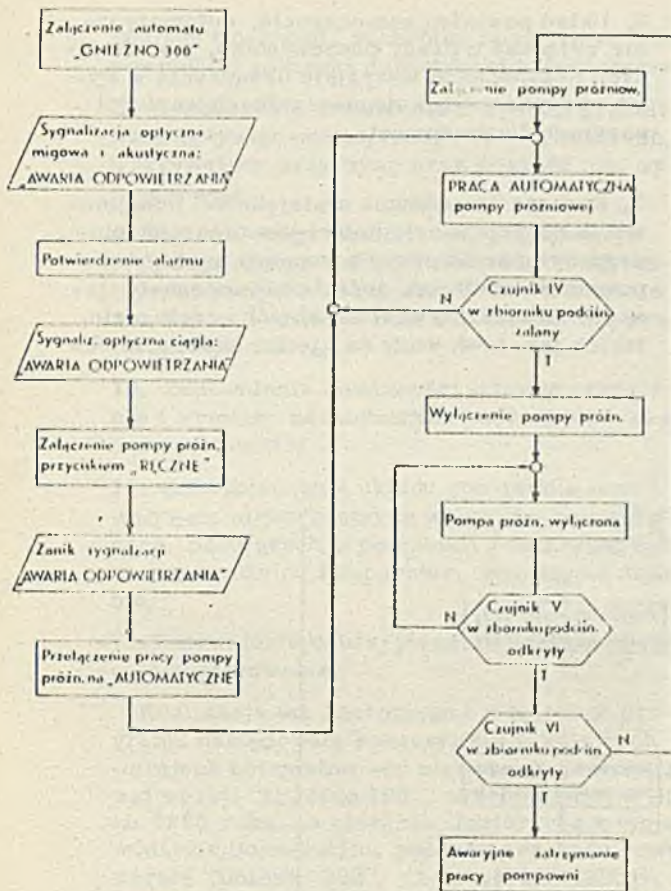 Załączenie automatu
„GNIEZNO 300"
Sygnalizacja optyczna
migowa i akustyczna:
„AWARIA ODPOWIETRZANIA"
Potwierdzenie alarmu
Sygnaliz. optyczna ciągła:
„AWARIA ODPOWIETRZANIA"
Załączenie pompy próżn.
przyciskiem „RĘCZNE"
Zanik sygnalizacji
„AWARIA ODPOWIETRZANIA"
Przełączenie pracy pompy
próżn. na „AUTOMATYCZNE"
Załączenie pompy próżniow.
PRACA AUTOMATYCZNA
pompy próżniowej
Czujnik IV
w zbiorniku podciśn.
zalany
N
T
Wyłączenie pompy próżn.
Pompa próżn. wyłączona
Czujnik V
w zbiorniku podciśn.
odkryty
N
T
Czujnik VI
w zbiorniku podciśn.
odkryty
N
T
Awaryjne zatrzymanie
pracy pompowni